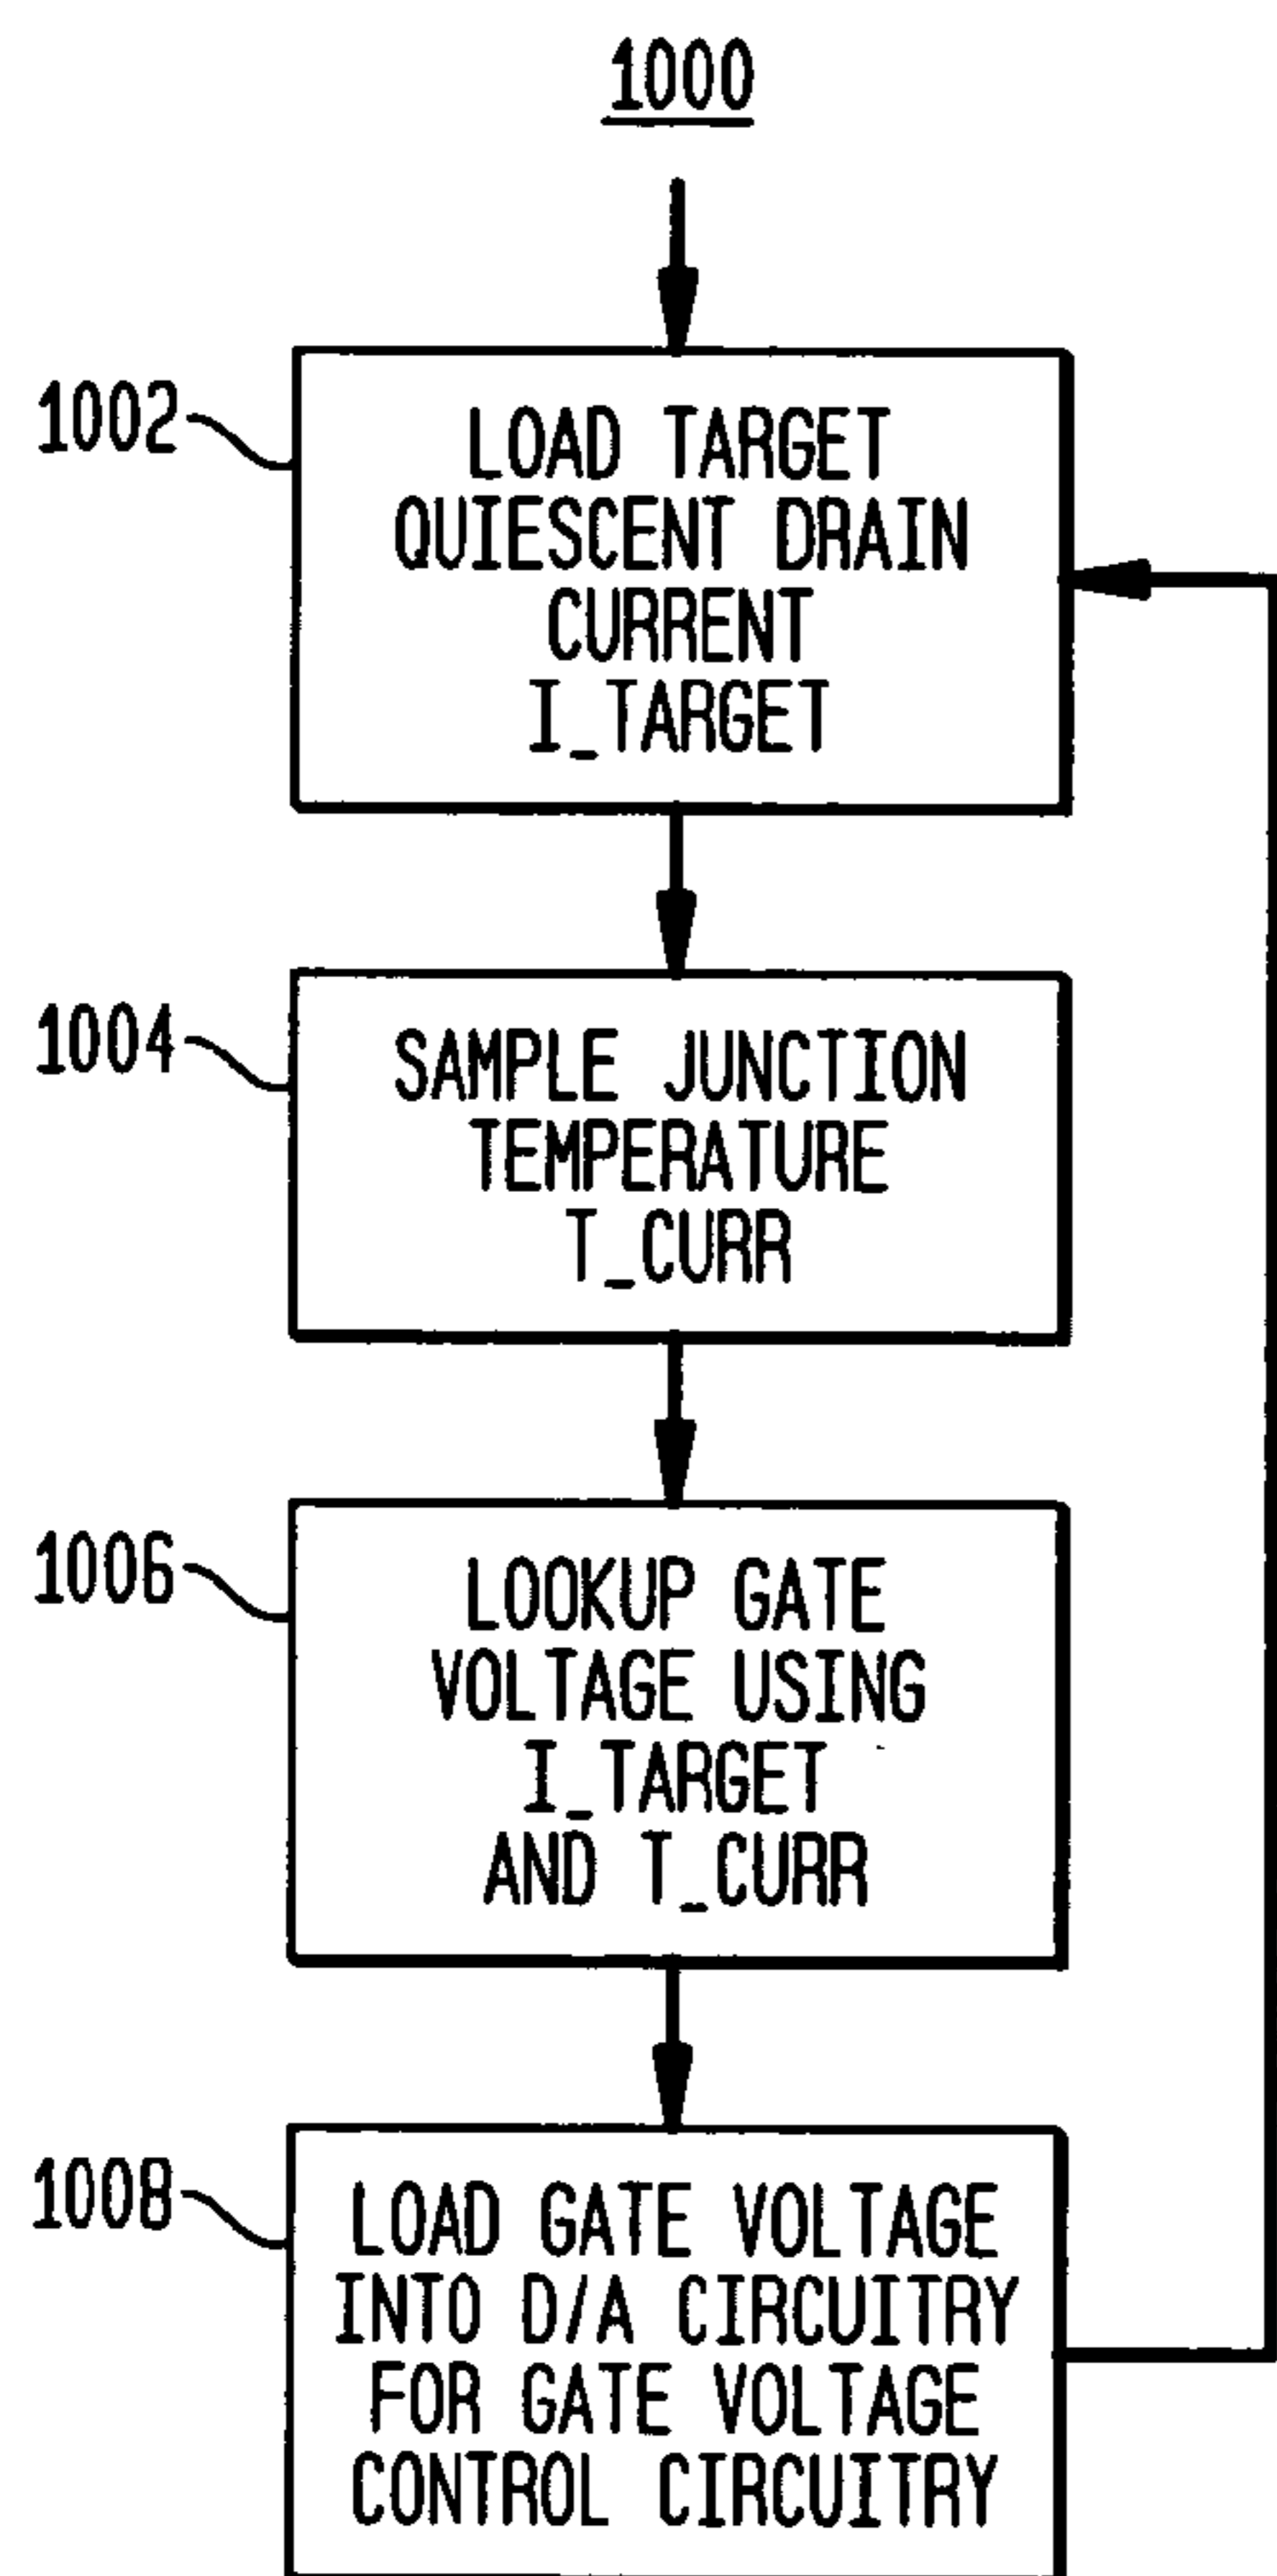 1000
1002
LOAD TARGET
QUIESCENT DRAIN
CURRENT
I_TARGET
1004
SAMPLE JUNCTION
TEMPERATURE
T_CURR
1006
LOOKUP GATE
VOLTAGE USING
I_TARGET
AND T_CURR
1008
LOAD GATE VOLTAGE
INTO D/A CIRCUITRY
FOR GATE VOLTAGE
CONTROL CIRCUITRY